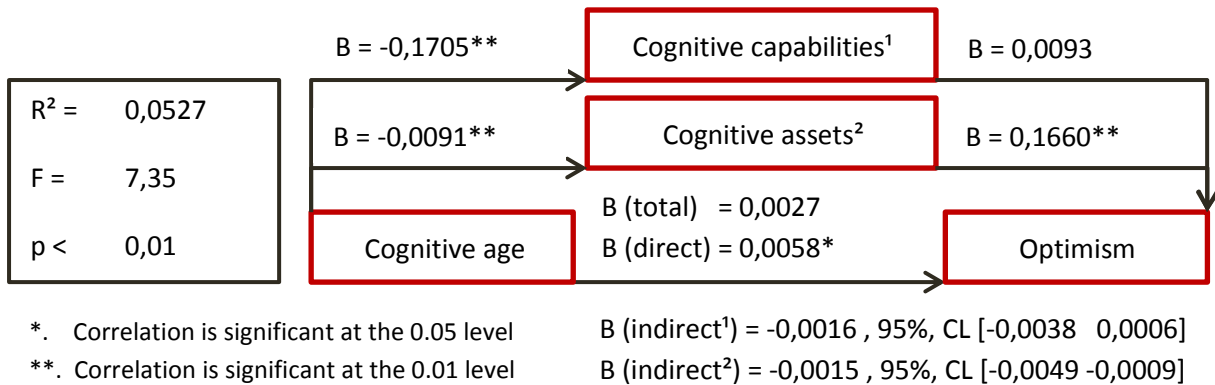 B = -0,1705**
Cognitive capabilities¹
B = 0,0093
R² = 0,0527
B = -0,0091**
Cognitive assets²
B = 0,1660**
F = 7,35
B (total) = 0,0027
p < 0,01
Cognitive age
B (direct) = 0,0058*
Optimism
*. Correlation is significant at the 0.05 level
B (indirect¹) = -0,0016 , 95%, CL [-0,0038 0,0006]
**. Correlation is significant at the 0.01 level
B (indirect²) = -0,0015 , 95%, CL [-0,0049 -0,0009]